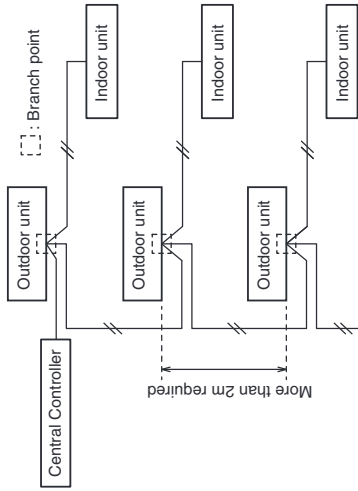 : Branch point
Outdoor unit
Indoor unit
Central Controller
Outdoor unit
Indoor unit
More than 2m required
Outdoor unit
Indoor unit